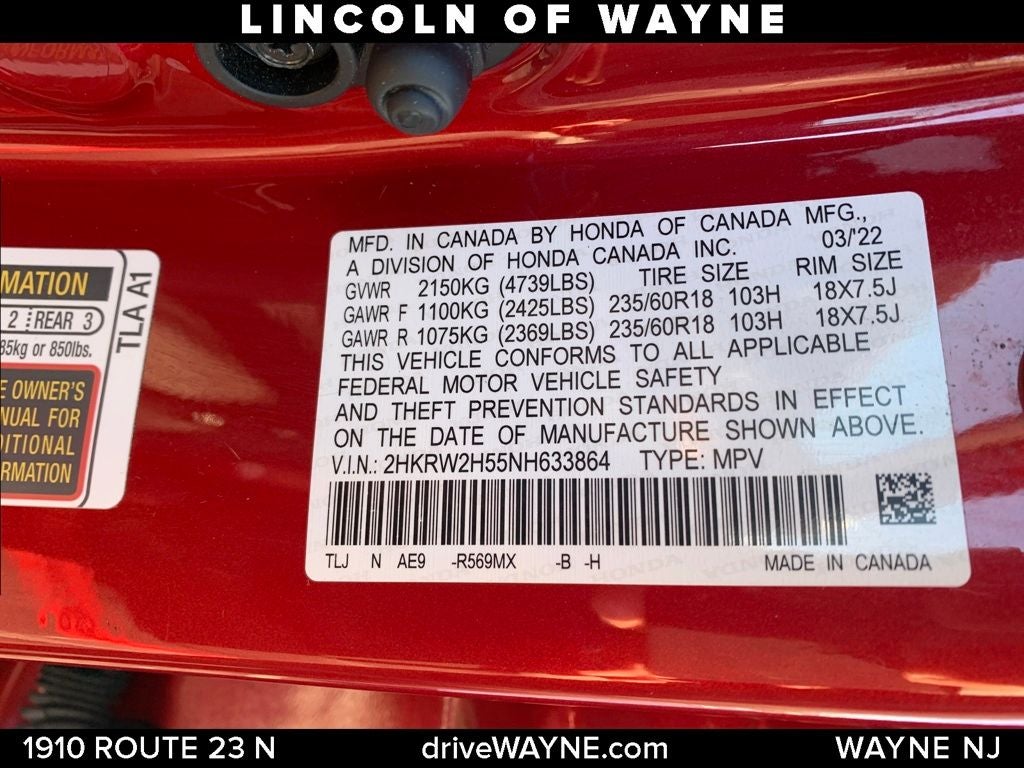 LINCOLN OF WAYNE
MATION
2 REAR 3
85kg or 850lbs.
E OWNER'S
NUAL FOR
DITIONAL
RMATION
TLA A1
MFD. IN CANADA BY HONDA OF CANADA MFG.,
A DIVISION OF HONDA CANADA INC. 03/'22
GVWR 2150KG (4739LBS) TIRE SIZE RIM SIZE
GAWR F 1100KG (2425LBS) 235/60R18 103H 18X7.5J
GAWR R 1075KG (2369LBS) 235/60R18 103H 18X7.5J
THIS VEHICLE CONFORMS TO ALL APPLICABLE
FEDERAL MOTOR VEHICLE SAFETY
AND THEFT PREVENTION STANDARDS IN EFFECT
ON THE DATE OF MANUFACTURE SHOWN ABOVE.
V.I.N.: 2HKRW2H55NH633864 TYPE: MPV
TLJ N AE9 -R569MX -B -H MADE IN CANADA
1910 ROUTE 23 N driveWAYNE.com WAYNE NJ